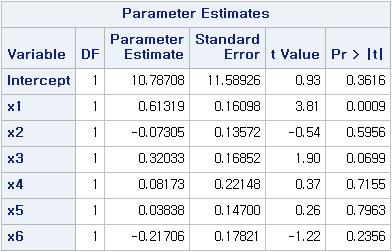 Parameter Estimates
Variable DF Parameter Estimate Standard Error t Value Pr > |t|
Intercept 1 10.78708 11.58926 0.93 0.3616
x1 1 0.61319 0.16098 3.81 0.0009
x2 1 -0.07305 0.13572 -0.54 0.5956
x3 1 0.32033 0.16852 1.90 0.0699
x4 1 0.08173 0.22148 0.37 0.7155
x5 1 0.03838 0.14700 0.26 0.7963
x6 1 -0.21706 0.17821 -1.22 0.2356